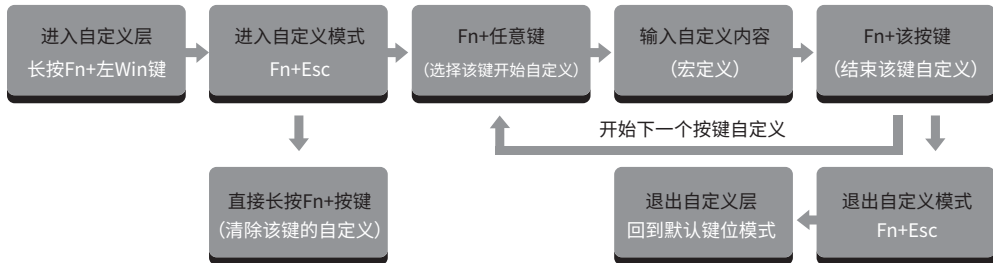 进入自定义层
长按Fn+左Win键
进入自定义模式
Fn+Esc
Fn+任意键
(选择该键开始自定义)
输入自定义内容
（宏定义）
Fn+该按键
（结束该键自定义）
开始下一个按键自定义
直接长按Fn+按键
（清除该键的自定义）
退出自定义层
回到默认键位模式
退出自定义模式
Fn+Esc